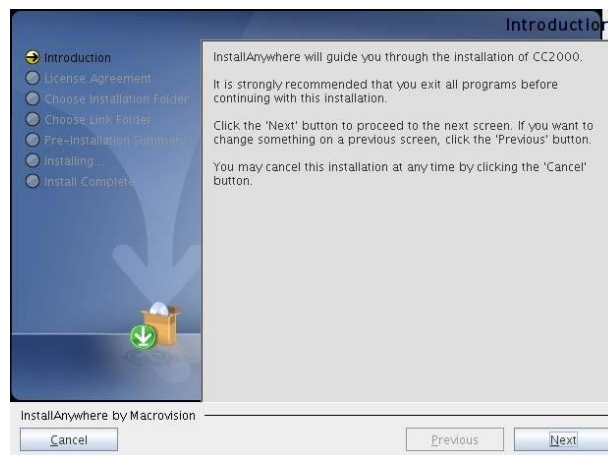 Introduction
Introduction
License Agreement
Choose Installation Folder
Choose Link Folder
Pre-Installation Summary
Installing...
Install Complete
InstallAnywhere will guide you through the installation of CC2000.
It is strongly recommended that you exit all programs before
continuing with this installation.
Click the 'Next' button to proceed to the next screen. If you want to
change something on a previous screen, click the 'Previous' button.
You may cancel this installation at any time by clicking the 'Cancel'
button.
InstallAnywhere by Macrovision
Cancel
Previous
Next